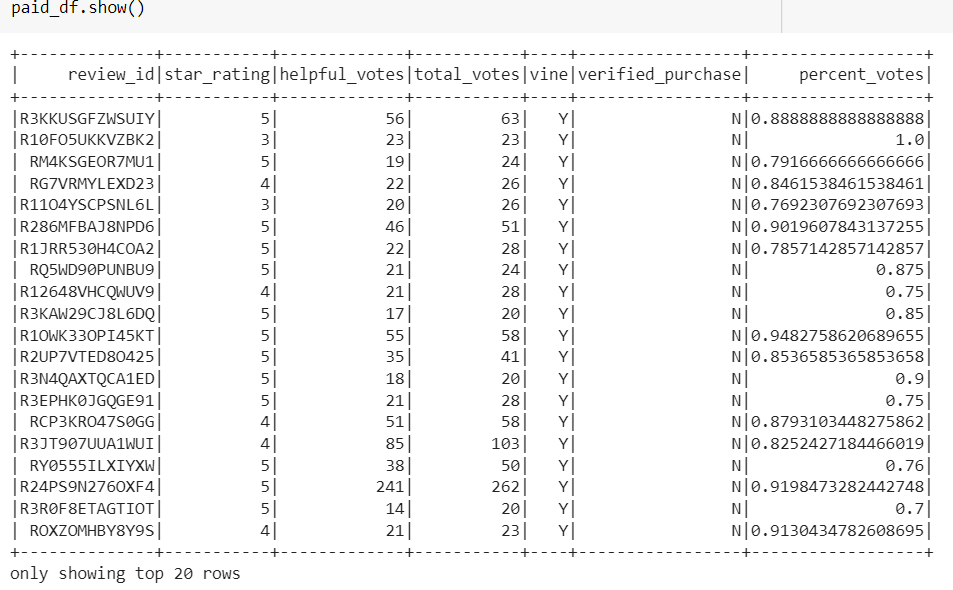 paid_df.show()
+--------------+-----------+-------------+-----------+----+-----------------+------------------+
|     review_id|star_rating|helpful_votes|total_votes|vine|verified_purchase|     percent_votes|
+--------------+-----------+-------------+-----------+----+-----------------+------------------+
|R3KKUSGFZWSUIY|          5|           56|         63|   Y|                N|0.8888888888888888|
|R10FO5UKKVZBK2|          3|           23|         23|   Y|                N|               1.0|
| RM4KSGEOR7MU1|          5|           19|         24|   Y|                N|0.7916666666666666|
| RG7VRMYLEXD23|          4|           22|         26|   Y|                N|0.8461538461538461|
|R11O4YSCPSNL6L|          3|           20|         26|   Y|                N|0.7692307692307693|
|R286MFBAJ8NPD6|          5|           46|         51|   Y|                N|0.9019607843137255|
|R1JRR530H4COA2|          5|           22|         28|   Y|                N|0.7857142857142857|
| RQ5WD90PUNBU9|          5|           21|         24|   Y|                N|             0.875|
|R12648VHCQWUV9|          4|           21|         28|   Y|                N|              0.75|
|R3KAW29CJ8L6DQ|          5|           17|         20|   Y|                N|              0.85|
|R1OWK33OPI45KT|          5|           55|         58|   Y|                N|0.9482758620689655|
|R2UP7VTED8O425|          5|           35|         41|   Y|                N|0.8536585365853658|
|R3N4QAXTQCA1ED|          5|           18|         20|   Y|                N|               0.9|
|R3EPHK0JGQGE91|          5|           21|         28|   Y|                N|              0.75|
| RCP3KRO47S0GG|          4|           51|         58|   Y|                N|0.8793103448275862|
|R3JT907UUA1WUI|          4|           85|        103|   Y|                N|0.8252427184466019|
| RY0555ILXIYXW|          5|           38|         50|   Y|                N|              0.76|
|R24PS9N276OXF4|          5|          241|        262|   Y|                N|0.9198473282442748|
|R3R0F8ETAGTIOT|          5|           14|         20|   Y|                N|               0.7|
| ROXZOMHBY8Y9S|          4|           21|         23|   Y|                N|0.9130434782608695|
+--------------+-----------+-------------+-----------+----+-----------------+------------------+
only showing top 20 rows